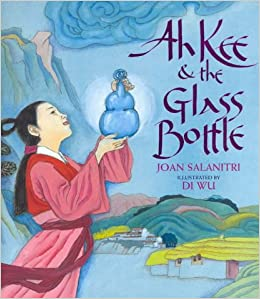 Ah Kee
& the
Glass
Bottle
JOAN SALANITRI
ILLUSTRATED BY
DI WU